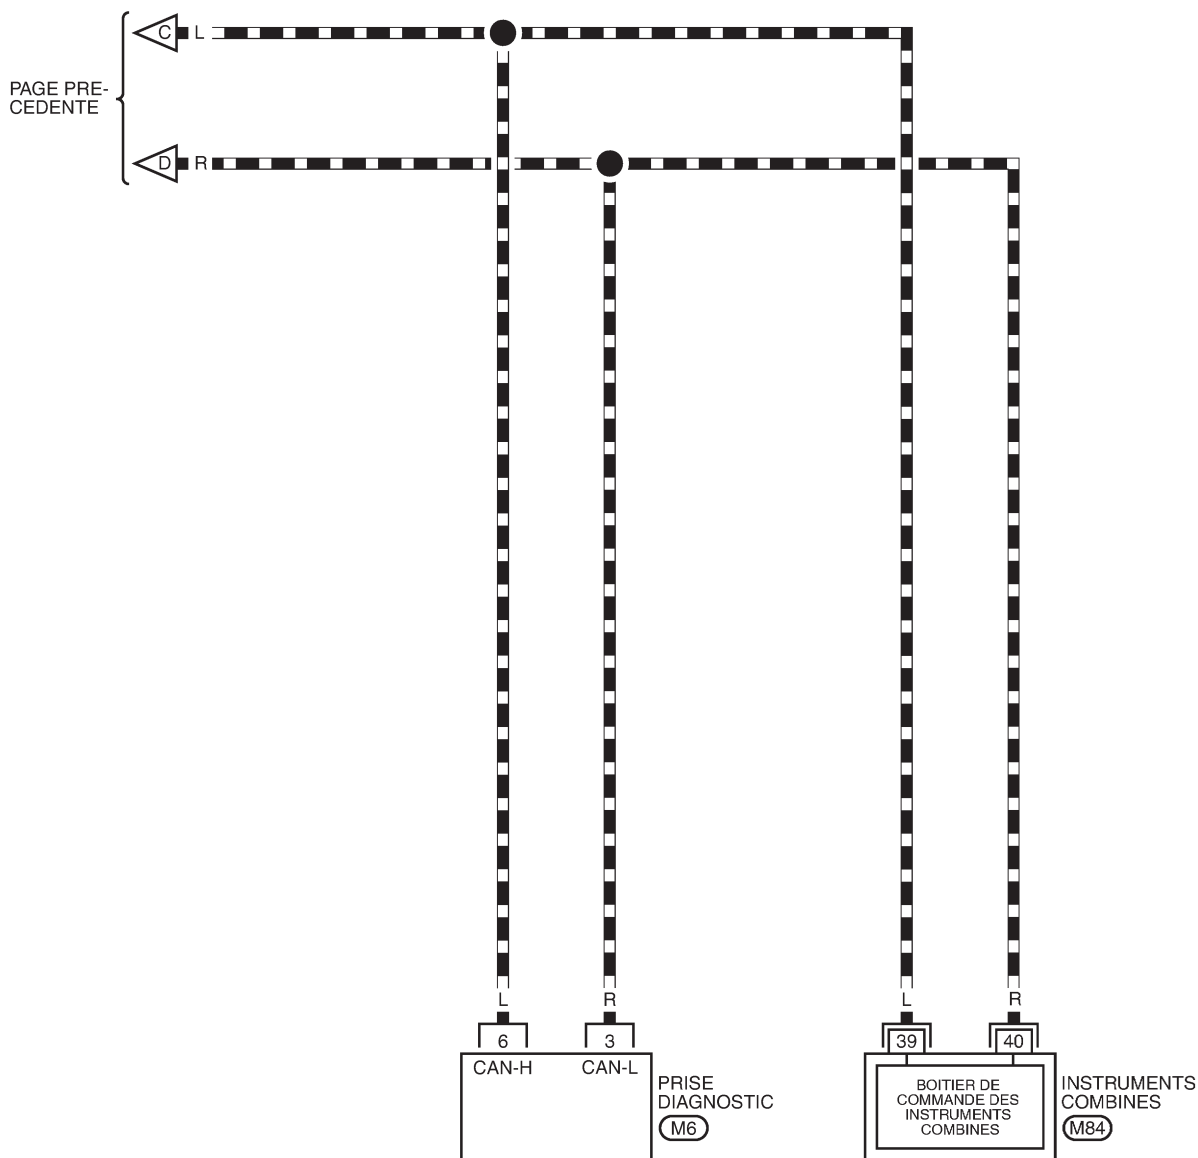 C L
PAGE PRE-
CEDENTE
D R
L R L R
6 3 39 40
CAN-H CAN-L
PRISE
DIAGNOSTIC
M6
BOITIER DE
COMMANDE DES
INSTRUMENTS
COMBINES
INSTRUMENTS
COMBINES
M84